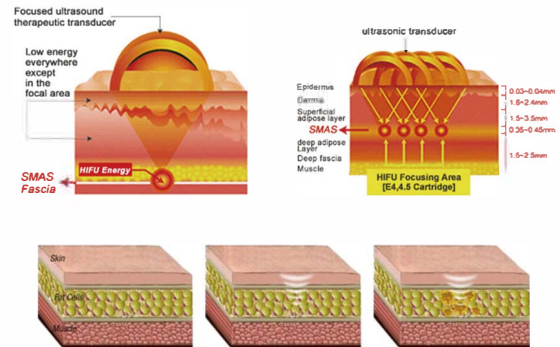 Focused ultrasound
therapeutic transducer
Low energy
everywhere
except
in the
focal area
HIFU Energy
SMAS
Fascia
ultrasonic transducer
Epidermis
Dermis
Superficial
adipose layer
SMAS
deep adipose
Layer
Deep fascia
Muscle
0.03~0.04mm
1.6~2.4mm
1.5~3.5mm
0.35~0.45mm
1.5~2.5mm
HIFU Focusing Area
[E4,4.5 Cartridge]
Skin
Fat Cells
Muscle